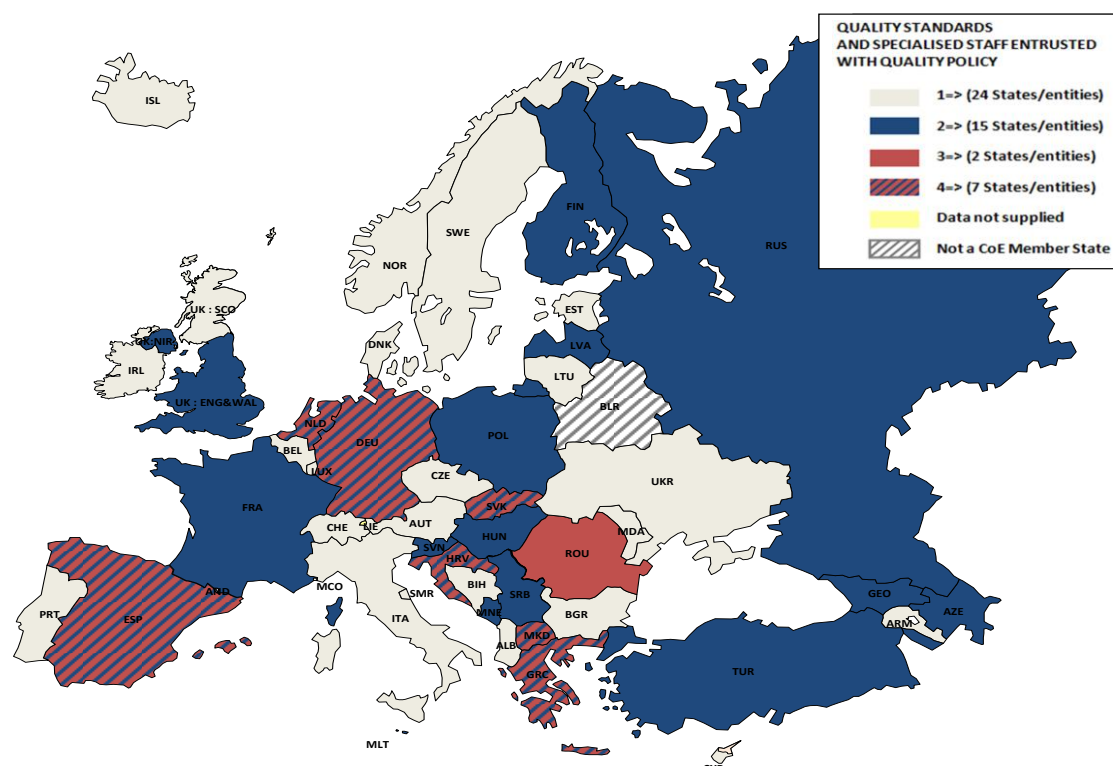 QUALITY STANDARDS
AND SPECIALISED STAFF ENTRUSTED
WITH QUALITY POLICY
1=> (24 States/entities)
2=> (15 States/entities)
3=> (2 States/entities)
4=> (7 States/entities)
Data not supplied
Not a CoE Member State
ISL
RUS
FIN
SWE
NOR
UK : SCO
EST
UK:NIR
DNK
LVA
IRL
LTU
UK : ENG&WAL
BLR
NLD
DEU
POL
BEL
LUX
CZE
UKR
FRA
SVK
CHE
LIE
AUT
MDA
HUN
SVN
ROU
HRV
MCO
BIH
AND
SMR
SRB
GEO
PRT
ESP
ITA
MNE
BGR
AZE
ARM
MKD
ALB
GRC
TUR
MLT